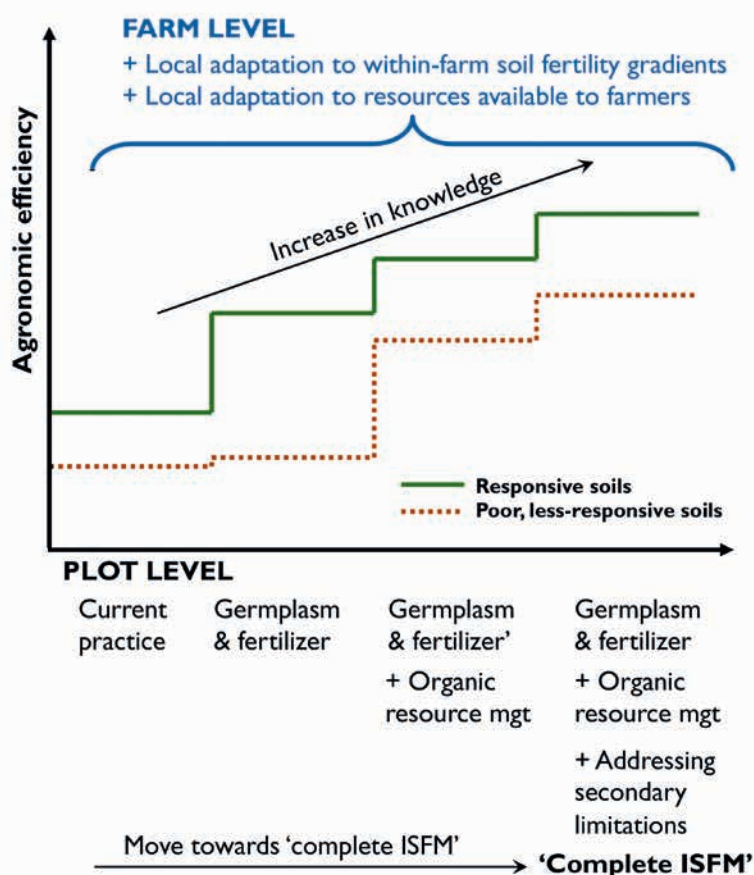 FARM LEVEL
+ Local adaptation to within-farm soil fertility gradients
+ Local adaptation to resources available to farmers
Agronomic efficiency
Increase in knowledge
Responsive soils
Poor, less-responsive soils
PLOT LEVEL
Current
practice
Germplasm
& fertilizer
Germplasm
& fertilizer’
+ Organic
resource mgt
Germplasm
& fertilizer
+ Organic
resource mgt
+ Addressing
secondary
limitations
Move towards ‘complete ISFM’
‘Complete ISFM’